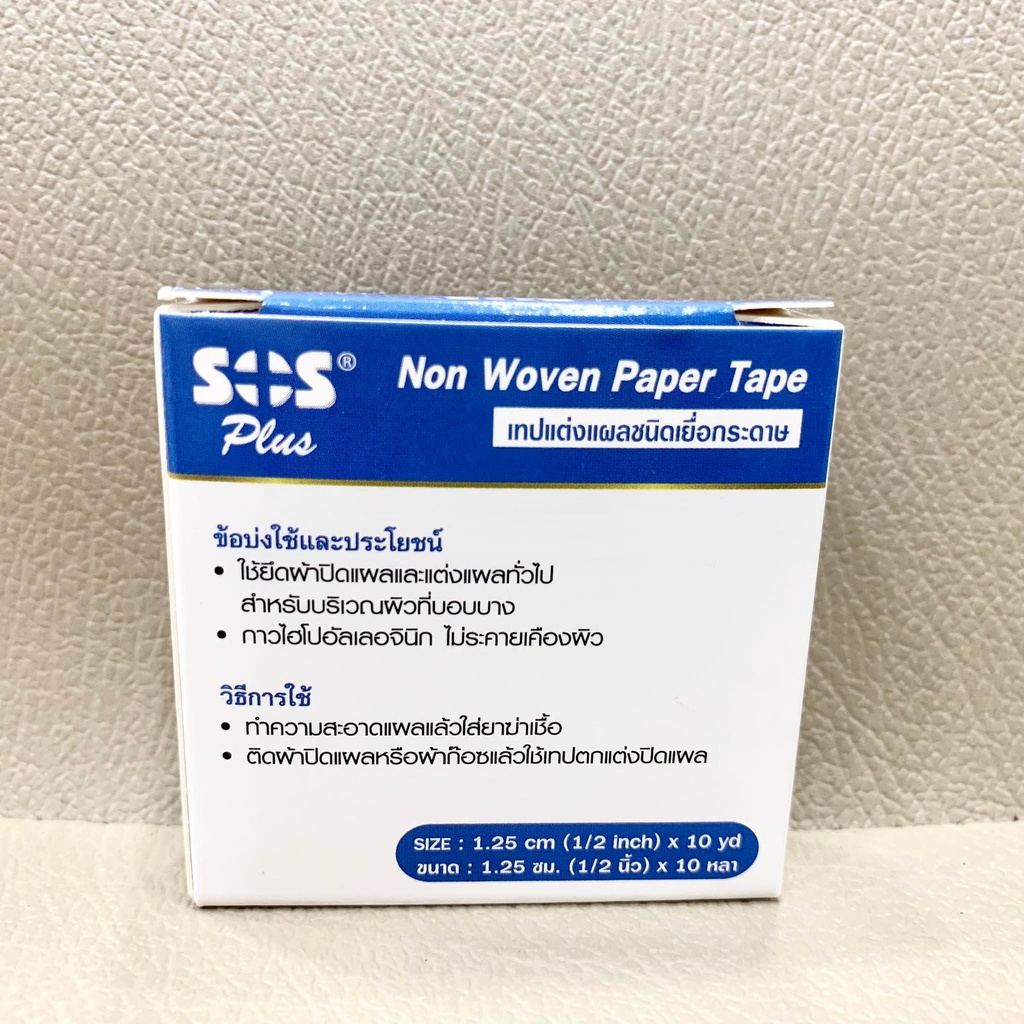 SOS® Plus
Non Woven Paper Tape
เทปแต่งแผลชนิดเยื่อกระดาษ
ข้อบ่งใช้และประโยชน์
• ใช้ยึดผ้าปิดแผลและแต่งแผลทั่วไป
สำหรับบริเวณผิวที่บอบบาง
• กาวไฮโปอัลเลอจินิก ไม่ระคายเคืองผิว
วิธีการใช้
• ทำความสะอาดแผลแล้วใส่ยาฆ่าเชื้อ
• ติดผ้าปิดแผลหรือผ้าก๊อซแล้วใช้เทปตกแต่งปิดแผล
SIZE : 1.25 cm (1/2 inch) x 10 yd
ขนาด : 1.25 ซม. (1/2 นิ้ว) x 10 หลา